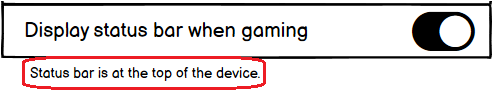 Display status bar when gaming
Status bar is at the top of the device.